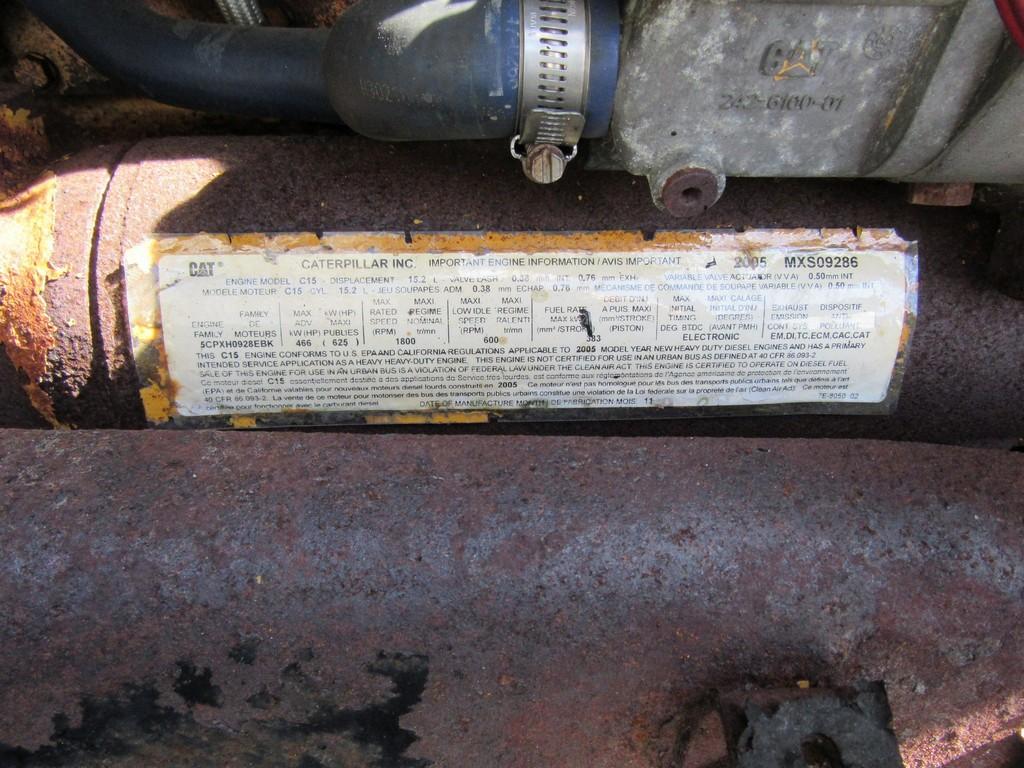 CAT
242-6100-01
CAT® CATERPILLAR INC. IMPORTANT ENGINE INFORMATION / AVIS IMPORTANT 2005 MXS09286
ENGINE MODEL C15 - DISPLACEMENT 15.2 L - VALVE LASH 0.38 mm INT 0.76 mm EXH- VARIABLE VALVE ACTUATOR (V V A) 0.50 mm INT
MODELE MOTEUR C15 -CYL. 15.2 L - JEU SOUPAPES ADM 0.38 mm ECHAP. 0.76 mm MECANISME DE COMMANDE DE SOUPAPE VARIABLE (V V A) 0.50 mm INT
MAX MAXI MAXI MAXI DEBIT D'INJ MAX MAXI CALAGE
FAMILY MAX KW(HP) RATED REGIME LOW IDLE REGIME FUEL RATE A PUIS MAXI INITIAL INITIAL D'INJ EXHAUST DISPOSITIF
ENGINE DE ADV MAXI SPEED NOMINAL SPEED RALENTI MAX kW mm³/STROKE) TIMING (DEGRES) EMISSION ANTI-
FAMILY MOTEURS kW(HP) PUBLIES (RPM) tr/mn (RPM) tr/mn (mm³/STROKE (PISTON) DEG BTDC (AVANT PMH) CONT SYS POLLUANT
5CPXH0928EBK 466 ( 625 ) 1800 600 383 ELECTRONIC EM,DI,TC,ECM,CAC,CAT
THIS C15 ENGINE CONFORMS TO U.S. EPA AND CALIFORNIA REGULATIONS APPLICABLE TO 2005 MODEL YEAR NEW HEAVY DUTY DIESEL ENGINES AND HAS A PRIMARY
INTENDED SERVICE APPLICATION AS A HEAVY HEAVY-DUTY ENGINE. THIS ENGINE IS NOT CERTIFIED FOR USE IN AN URBAN BUS AS DEFINED AT 40 CFR 86.093-2
SALE OF THIS ENGINE FOR USE IN AN URBAN BUS IS A VIOLATION OF FEDERAL LAW UNDER THE CLEAN AIR ACT. THIS ENGINE IS CERTIFIED TO OPERATE ON DIESEL FUEL
Ce moteur diesel C15 essentiellement destiné à des applications du Service très lourdes, est conforme aux réglementations de l'Agence américaine de protection de l'environnement
(EPA) et de Californie valables pour nouveaux moteurs diesel lourds construits en 2005 Ce moteur n'est pas homologué pour les bus des transports publics urbains tels que définis à l'art
40 CFR 86.093-2. La vente de ce moteur pour motoriser des bus des transports publics urbains constitue une violation de la Loi fédérale sur la propreté de l'air (Clean Air Act) Ce moteur est
certifié pour fonctionner avec le carburant diesel. 7E-8050 02
DATE OF MANUFACTURE MONTH, DE FABRICATION-MOIS 11